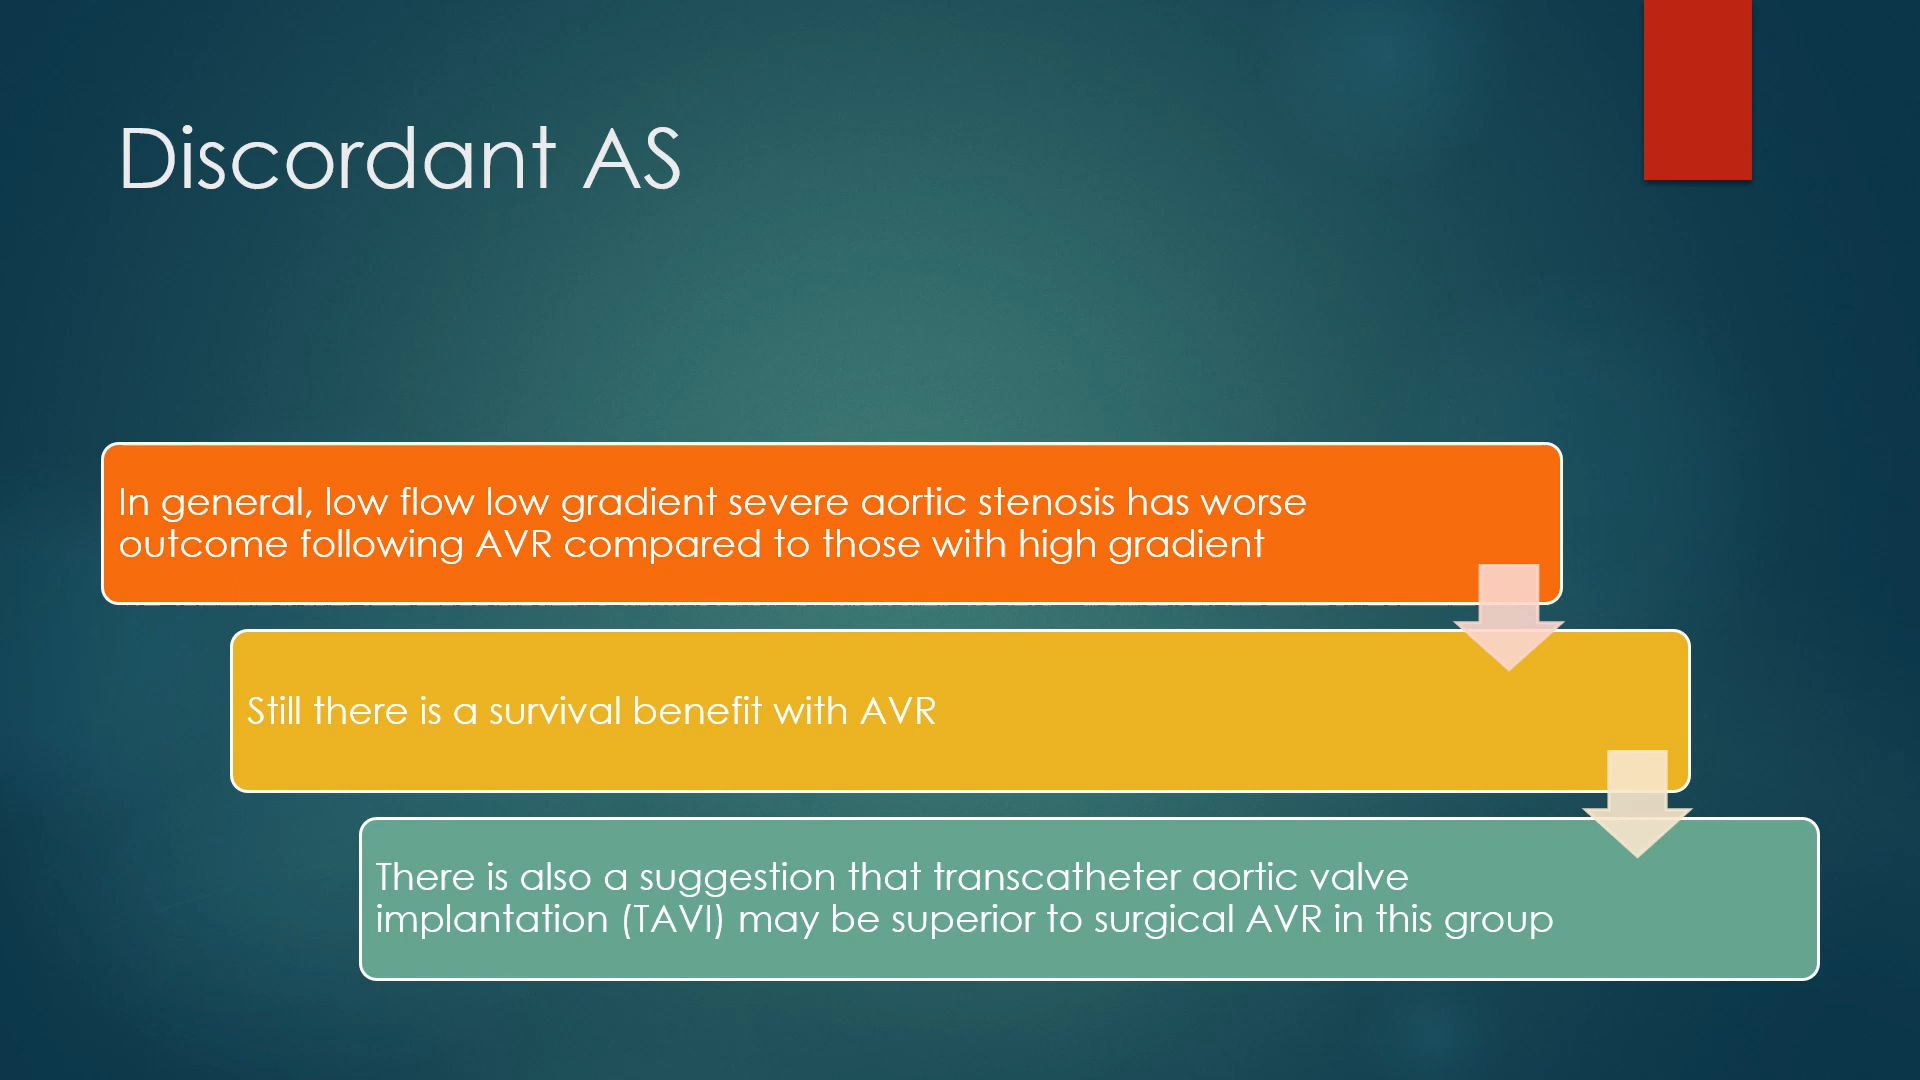 Discordant AS
In general, low flow low gradient severe aortic stenosis has worse
outcome following AVR compared to those with high gradient
Still there is a survival benefit with AVR
There is also a suggestion that transcatheter aortic valve
implantation (TAVI) may be superior to surgical AVR in this group